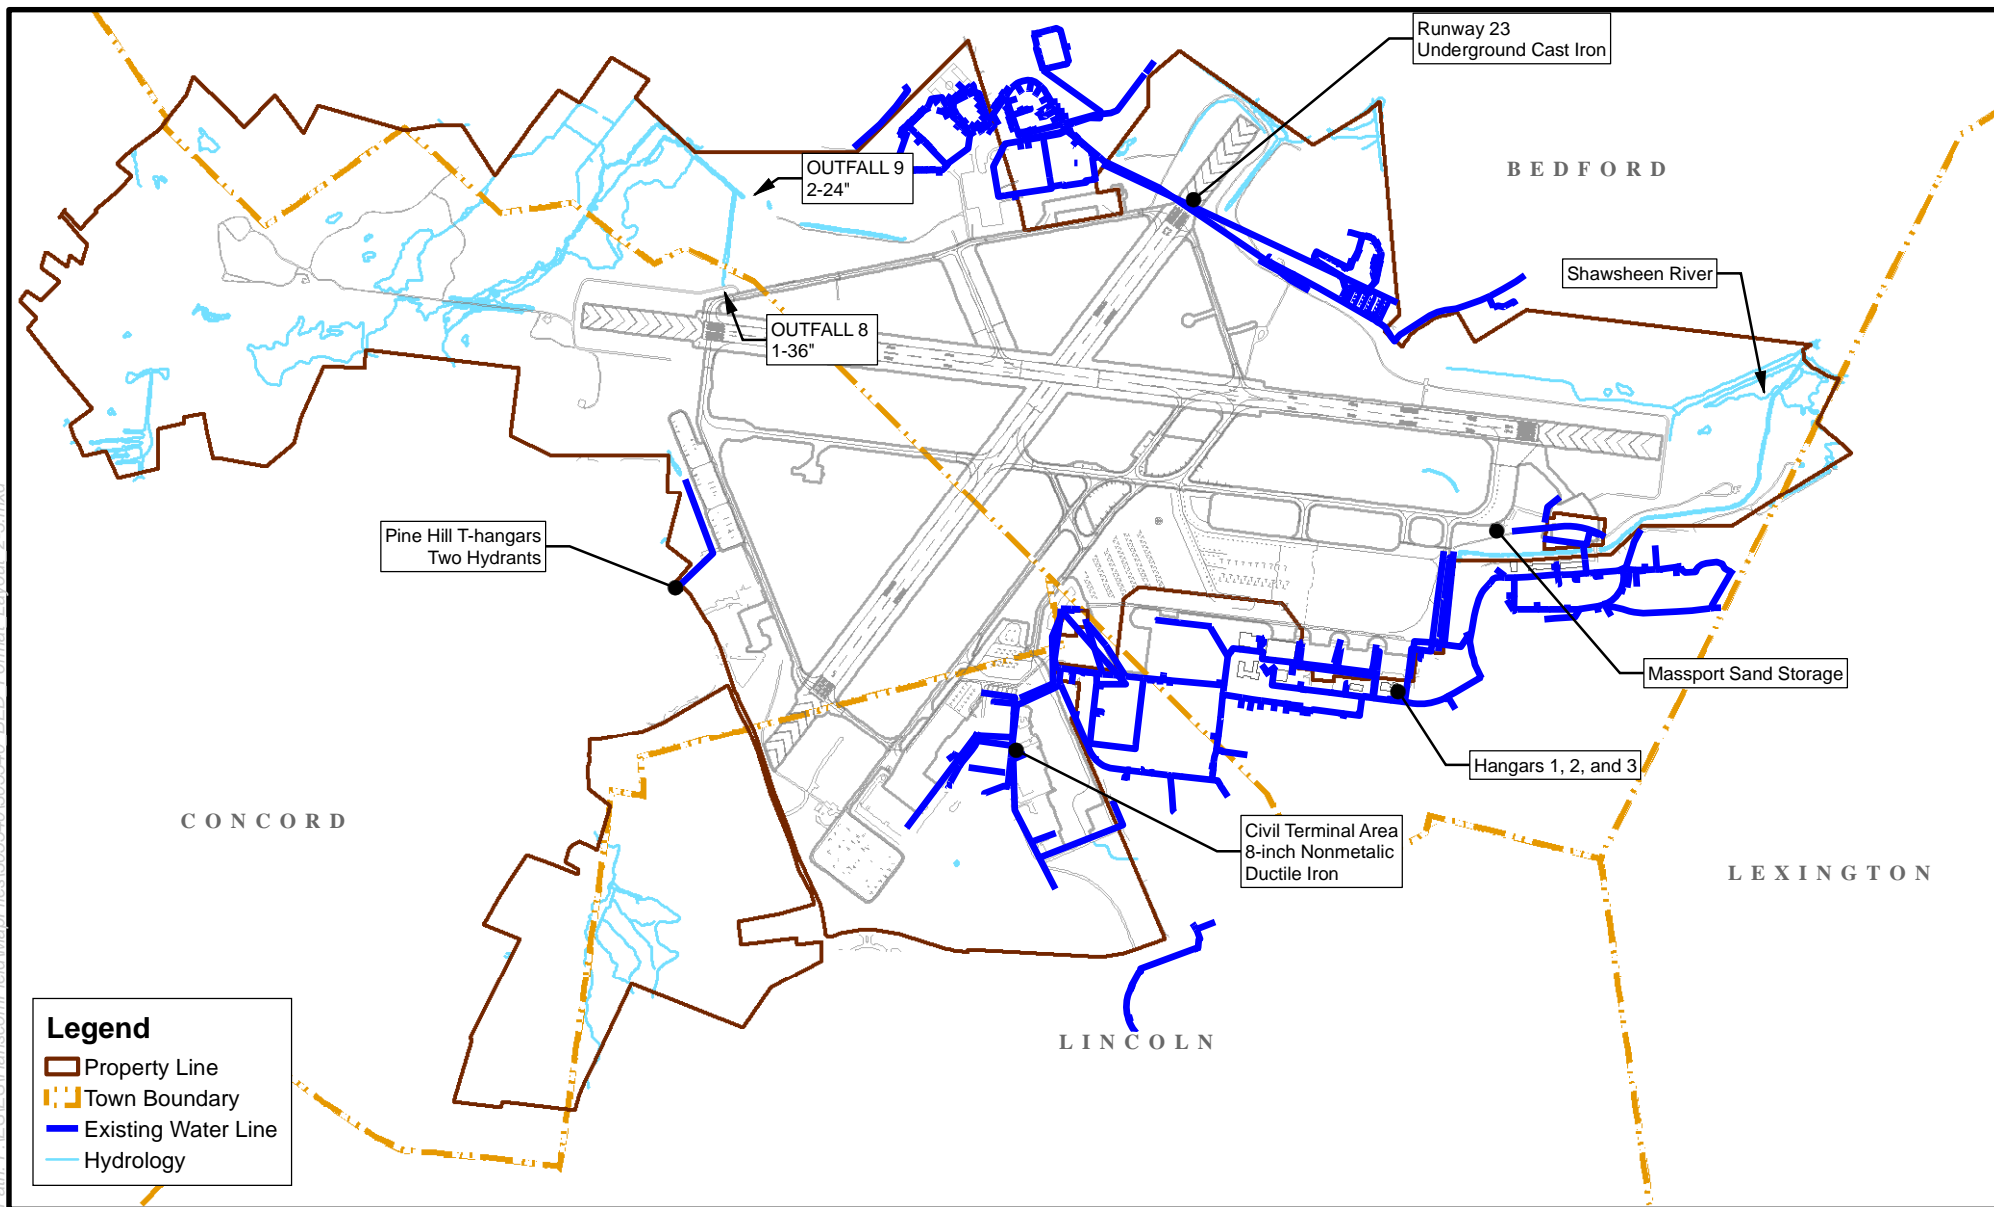 Runway 23
Underground Cast Iron
BEDFORD
OUTFALL 9
2-24"
Shawsheen River
OUTFALL 8
1-36"
Pine Hill T-hangars
Two Hydrants
Massport Sand Storage
Hangars 1, 2, and 3
CONCORD
Civil Terminal Area
8-inch Nonmetalic
Ductile Iron
LEXINGTON
LINCOLN
Legend
Property Line
Town Boundary
Existing Water Line
Hydrology